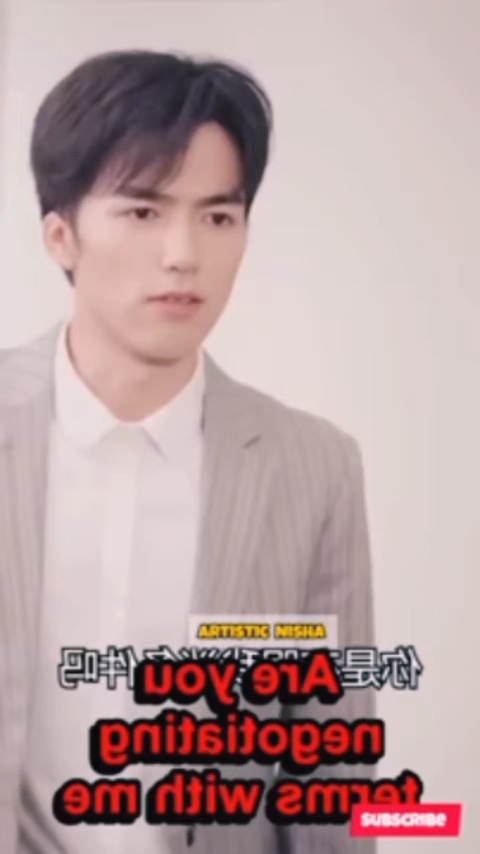 ARTISTIC NISHA
你是 件吗
Are you
negotiating
terms with me
SUBSCRIBE